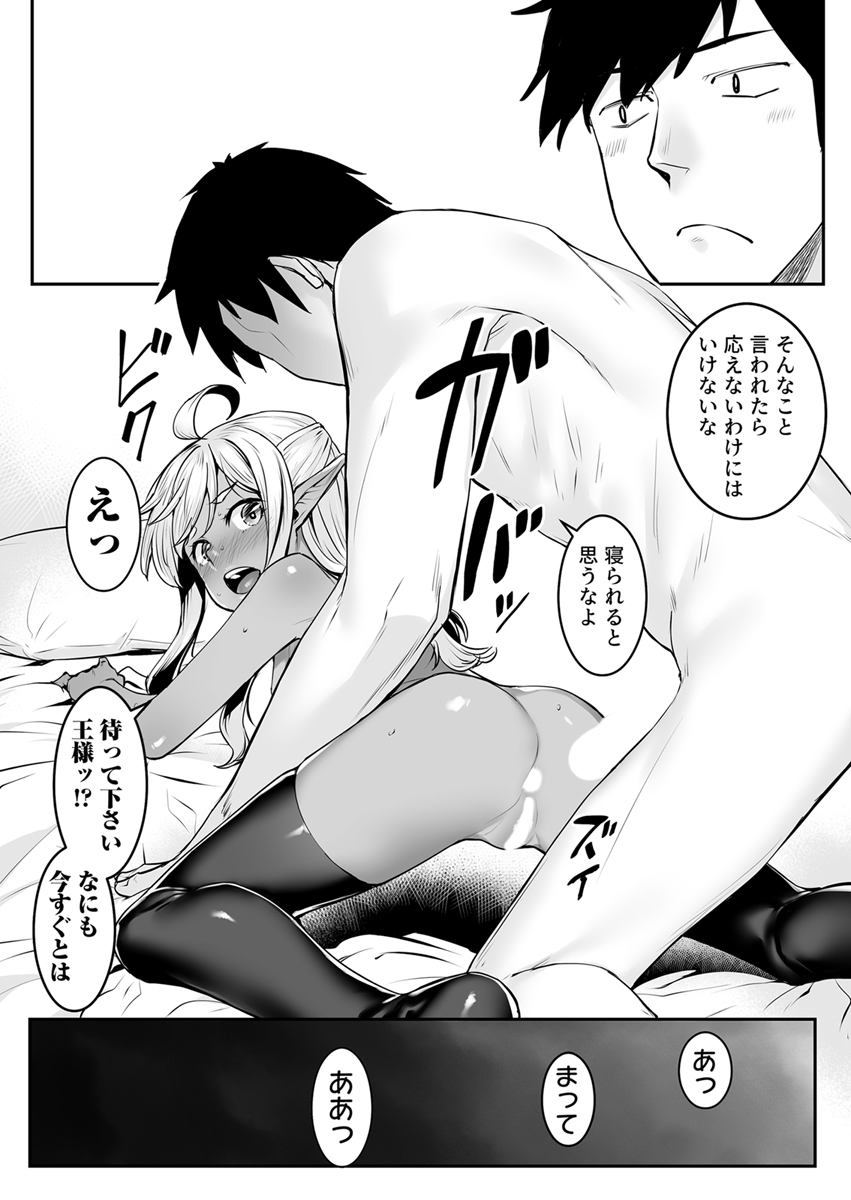 そんなこと
言われたら
応えないわけには
いけないな
ガバッ
寝られると
思うなよ
ビクッ
えっ
待って下さい
王様ッ!?
なにも
今すぐとは
ズイ
あっ
まって
ああっ